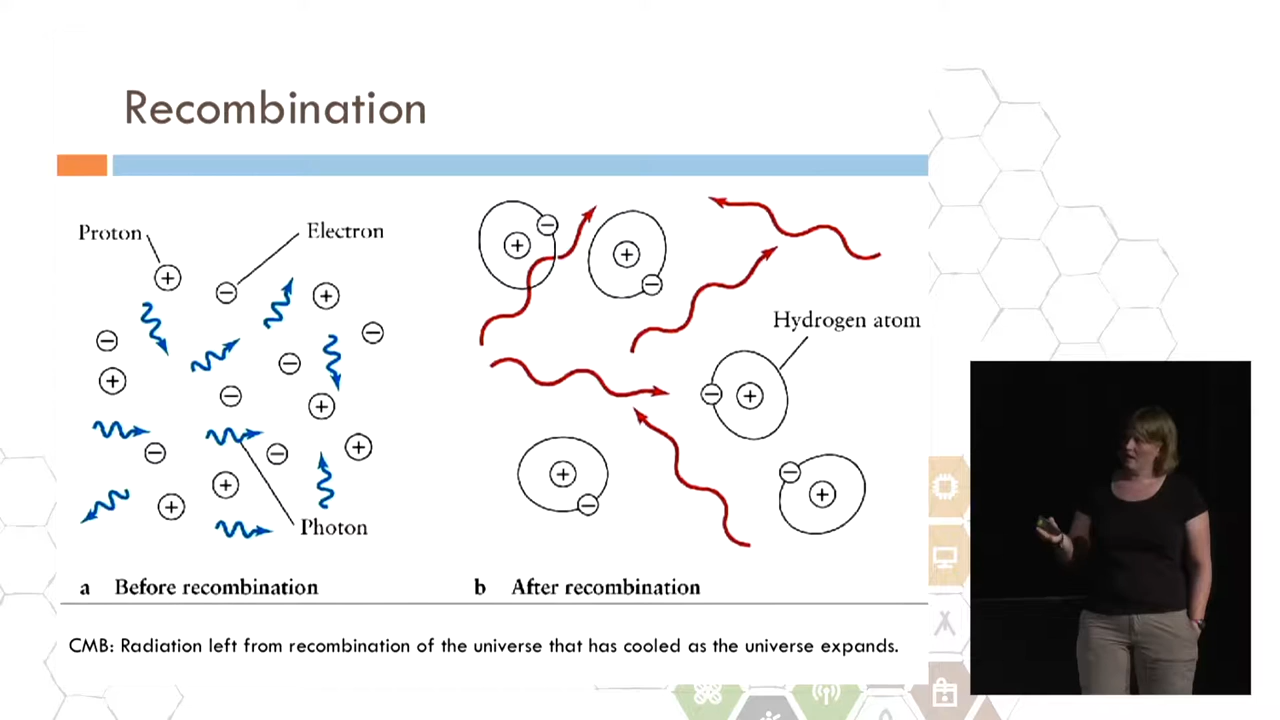 Recombination
Proton
Electron
Photon
Hydrogen atom
a Before recombination
b After recombination
CMB: Radiation left from recombination of the universe that has cooled as the universe expands.